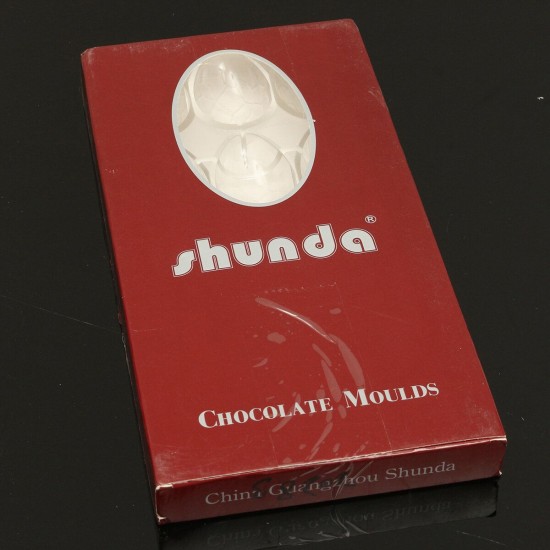 shunda®
CHOCOLATE MOULDS
China Guangzhou Shunda